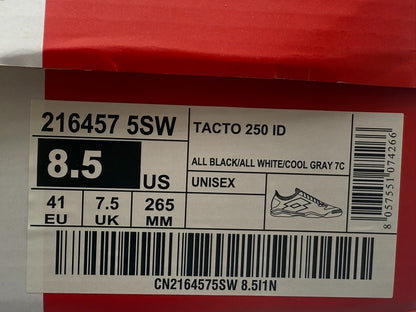 216457 5SW
TACTO 250 ID
8.5 US
ALL BLACK/ALL WHITE/COOL GRAY 7C
UNISEX
41 EU
7.5 UK
265 MM
8 057551 074266
CN2164575SW 8.5I1N